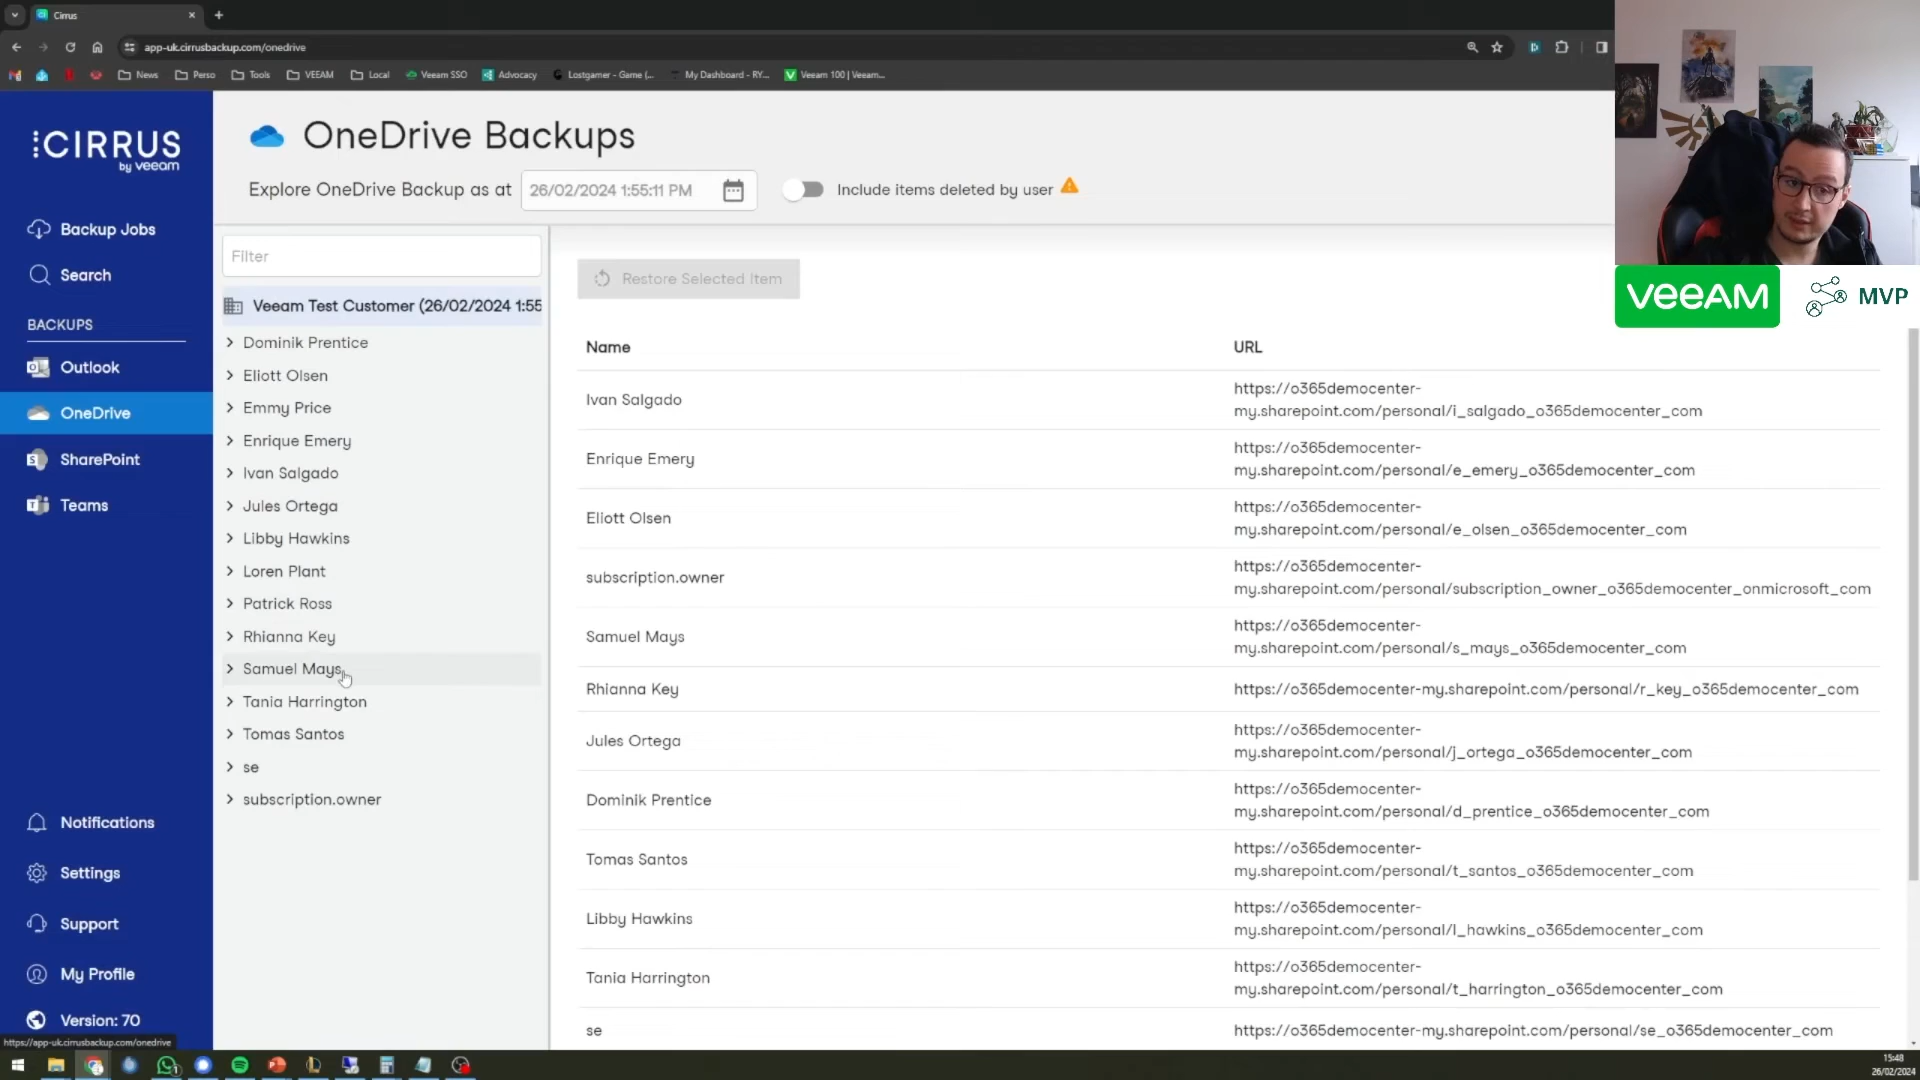 Cirrus
app-uk.cirrusbackup.com/onedrive
News
Perso
Tools
VEEAM
Local
Veeam SSO
Advocacy
Lostgamer - Game (...
My Dashboard - RY...
Veeam 100 | Veeam...
CIRRUS
by veeam
Backup Jobs
Search
BACKUPS
Outlook
OneDrive
SharePoint
Teams
Notifications
Settings
Support
My Profile
Version: 70
https://app-uk.cirrusbackup.com/onedrive
OneDrive Backups
Explore OneDrive Backup as at
26/02/2024 1:55:11 PM
Include items deleted by user
Filter
Veeam Test Customer (26/02/2024 1:55
Dominik Prentice
Eliott Olsen
Emmy Price
Enrique Emery
Ivan Salgado
Jules Ortega
Libby Hawkins
Loren Plant
Patrick Ross
Rhianna Key
Samuel Mays
Tania Harrington
Tomas Santos
se
subscription.owner
Restore Selected Item
Name URL
Ivan Salgado
https://o365democenter-
my.sharepoint.com/personal/i_salgado_o365democenter_com
Enrique Emery
https://o365democenter-
my.sharepoint.com/personal/e_emery_o365democenter_com
Eliott Olsen
https://o365democenter-
my.sharepoint.com/personal/e_olsen_o365democenter_com
subscription.owner
https://o365democenter-
my.sharepoint.com/personal/subscription_owner_o365democenter_onmicrosoft_com
Samuel Mays
https://o365democenter-
my.sharepoint.com/personal/s_mays_o365democenter_com
Rhianna Key
https://o365democenter-my.sharepoint.com/personal/r_key_o365democenter_com
Jules Ortega
https://o365democenter-
my.sharepoint.com/personal/j_ortega_o365democenter_com
Dominik Prentice
https://o365democenter-
my.sharepoint.com/personal/d_prentice_o365democenter_com
Tomas Santos
https://o365democenter-
my.sharepoint.com/personal/t_santos_o365democenter_com
Libby Hawkins
https://o365democenter-
my.sharepoint.com/personal/l_hawkins_o365democenter_com
Tania Harrington
https://o365democenter-
my.sharepoint.com/personal/t_harrington_o365democenter_com
se
https://o365democenter-my.sharepoint.com/personal/se_o365democenter_com
veeAM
MVP
15:48
26/02/2024